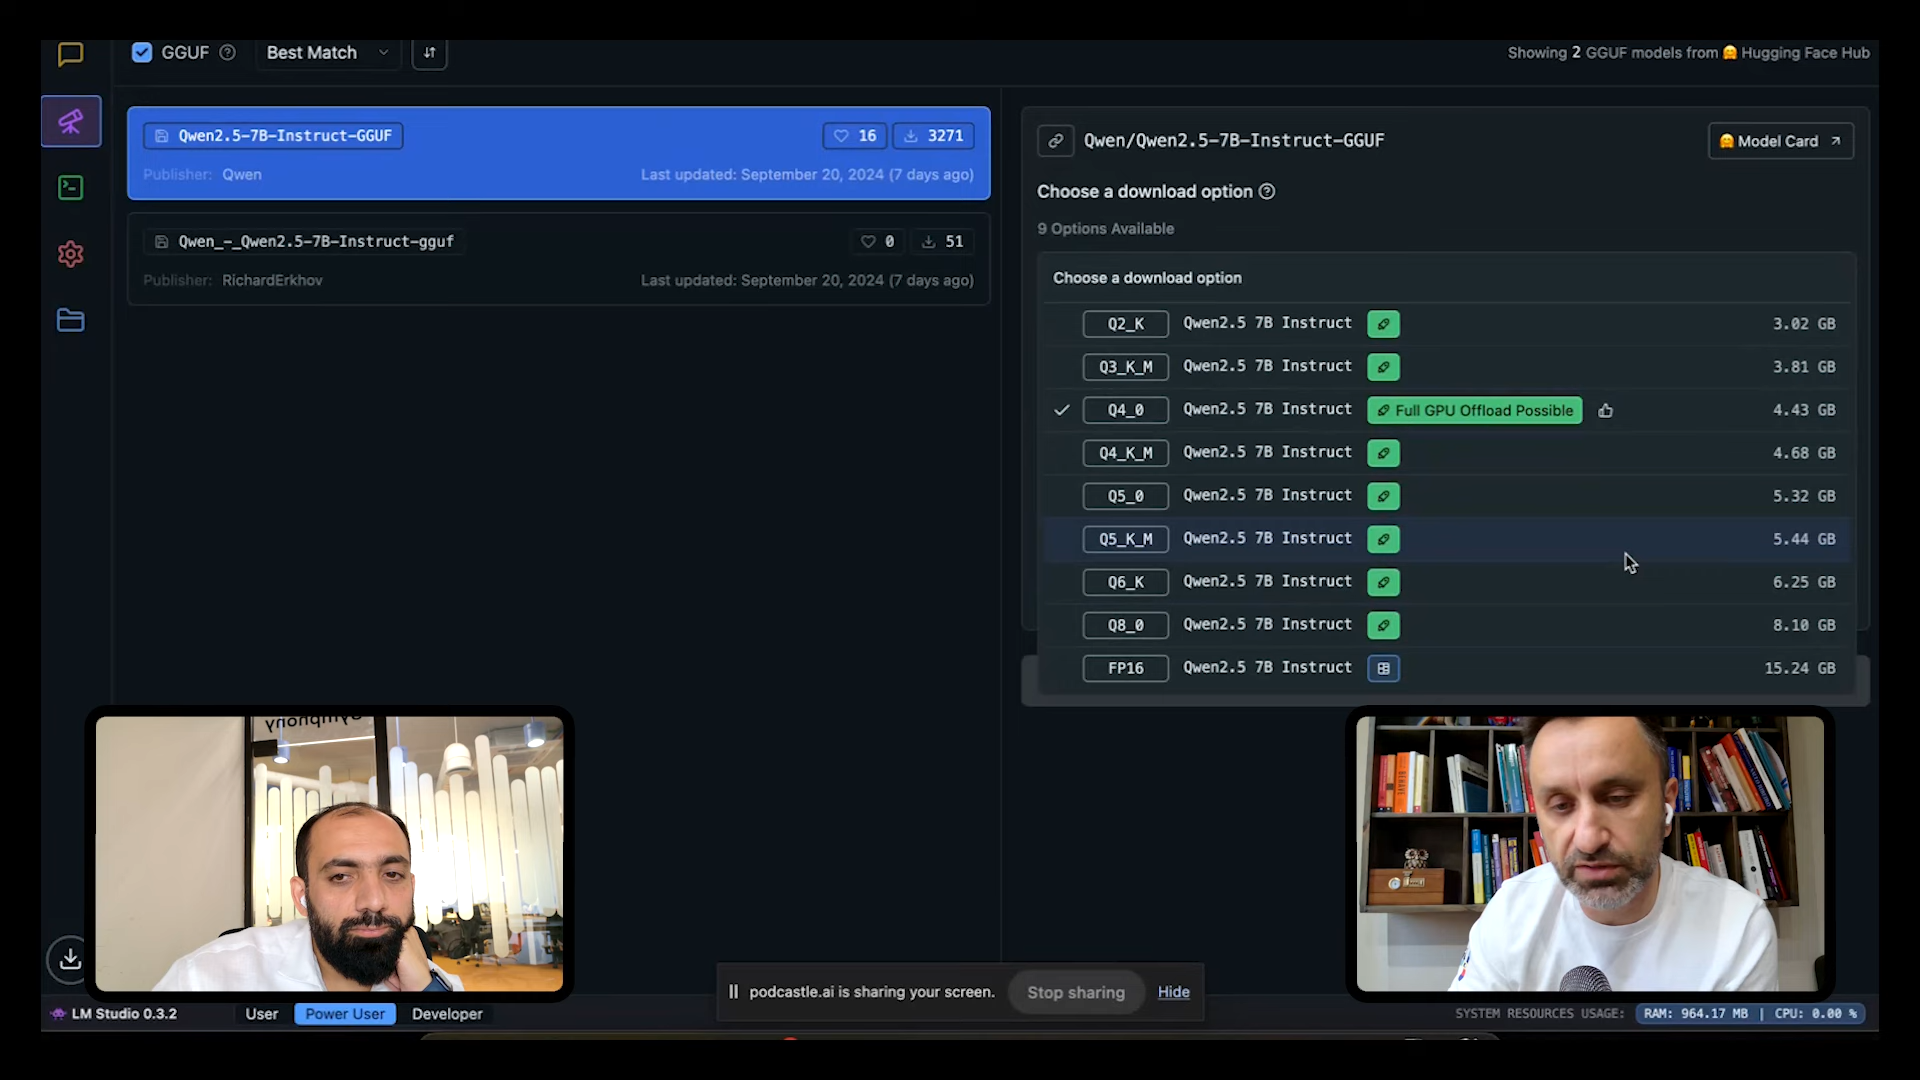 GGUF
Best Match
Showing 2 GGUF models from 🤗 Hugging Face Hub
Qwen2.5-7B-Instruct-GGUF
16
3271
Publisher: Qwen
Last updated: September 20, 2024 (7 days ago)
Qwen_-_Qwen2.5-7B-Instruct-gguf
0
51
Publisher: RichardErkhov
Last updated: September 20, 2024 (7 days ago)
Qwen/Qwen2.5-7B-Instruct-GGUF
🤗 Model Card
Choose a download option
9 Options Available
Choose a download option
Q2_K Qwen2.5 7B Instruct 3.02 GB
Q3_K_M Qwen2.5 7B Instruct 3.81 GB
Q4_0 Qwen2.5 7B Instruct Full GPU Offload Possible 4.43 GB
Q4_K_M Qwen2.5 7B Instruct 4.68 GB
Q5_0 Qwen2.5 7B Instruct 5.32 GB
Q5_K_M Qwen2.5 7B Instruct 5.44 GB
Q6_K Qwen2.5 7B Instruct 6.25 GB
Q8_0 Qwen2.5 7B Instruct 8.10 GB
FP16 Qwen2.5 7B Instruct 15.24 GB
Symphony
BEHAVE
podcastle.ai is sharing your screen.
Stop sharing
Hide
LM Studio 0.3.2
User
Power User
Developer
SYSTEM RESOURCES USAGE:
RAM: 964.17 MB | CPU: 0.00 %